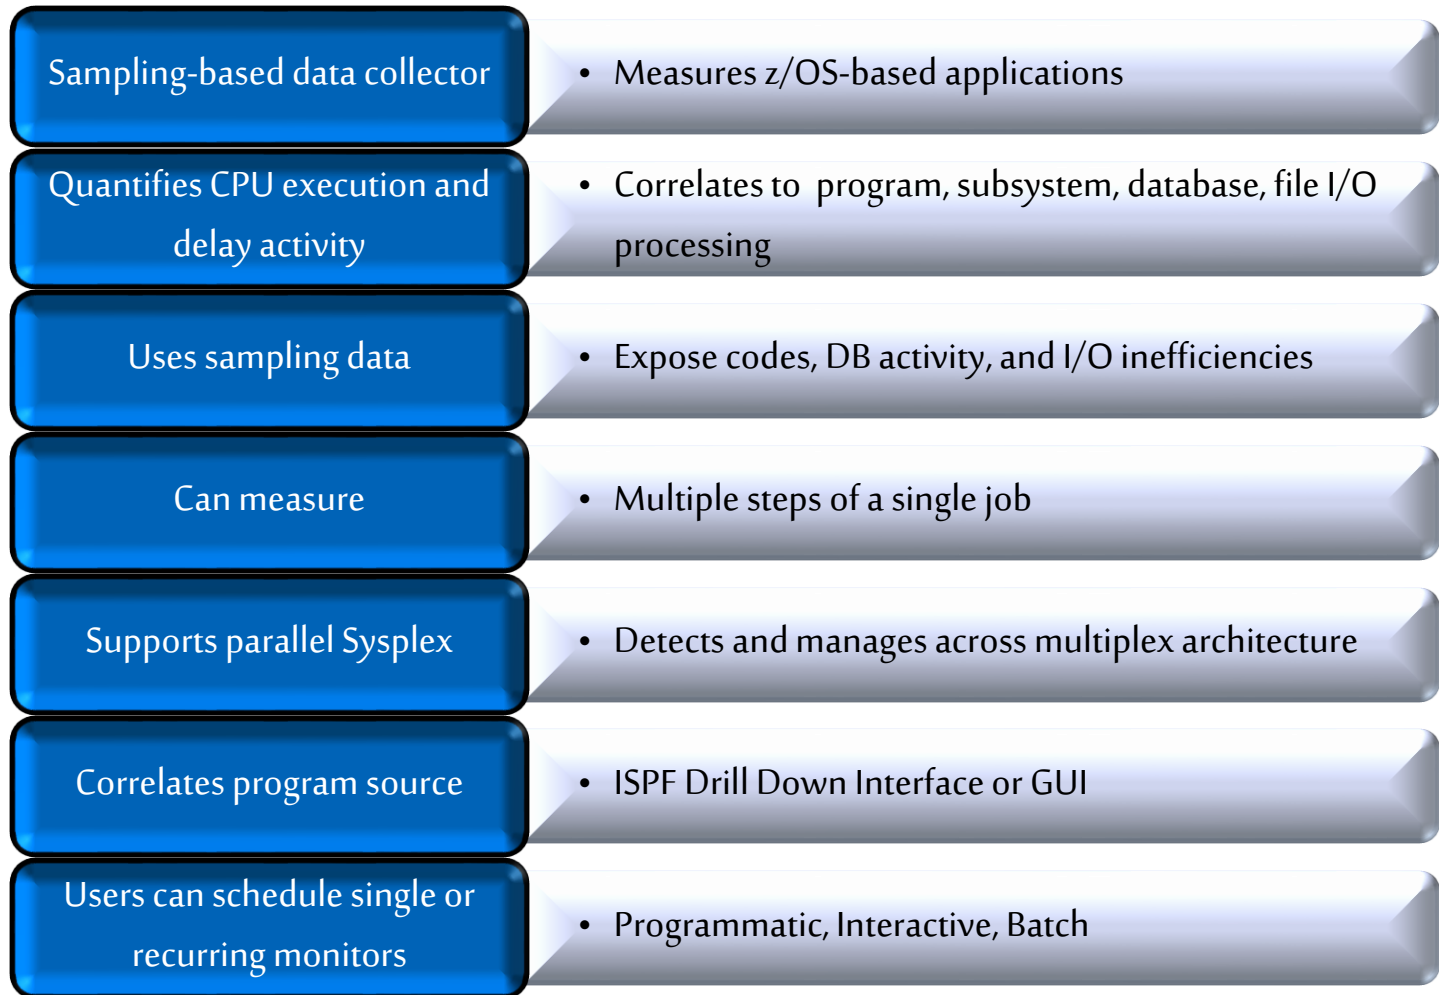 Sampling-based data collector
• Measures z/OS-based applications
Quantifies CPU execution and
delay activity
• Correlates to  program, subsystem, database, file I/O
processing
Uses sampling data
• Expose codes, DB activity, and I/O inefficiencies
Can measure
• Multiple steps of a single job
Supports parallel Sysplex
• Detects and manages across multiplex architecture
Correlates program source
• ISPF Drill Down Interface or GUI
Users can schedule single or
recurring monitors
• Programmatic, Interactive, Batch